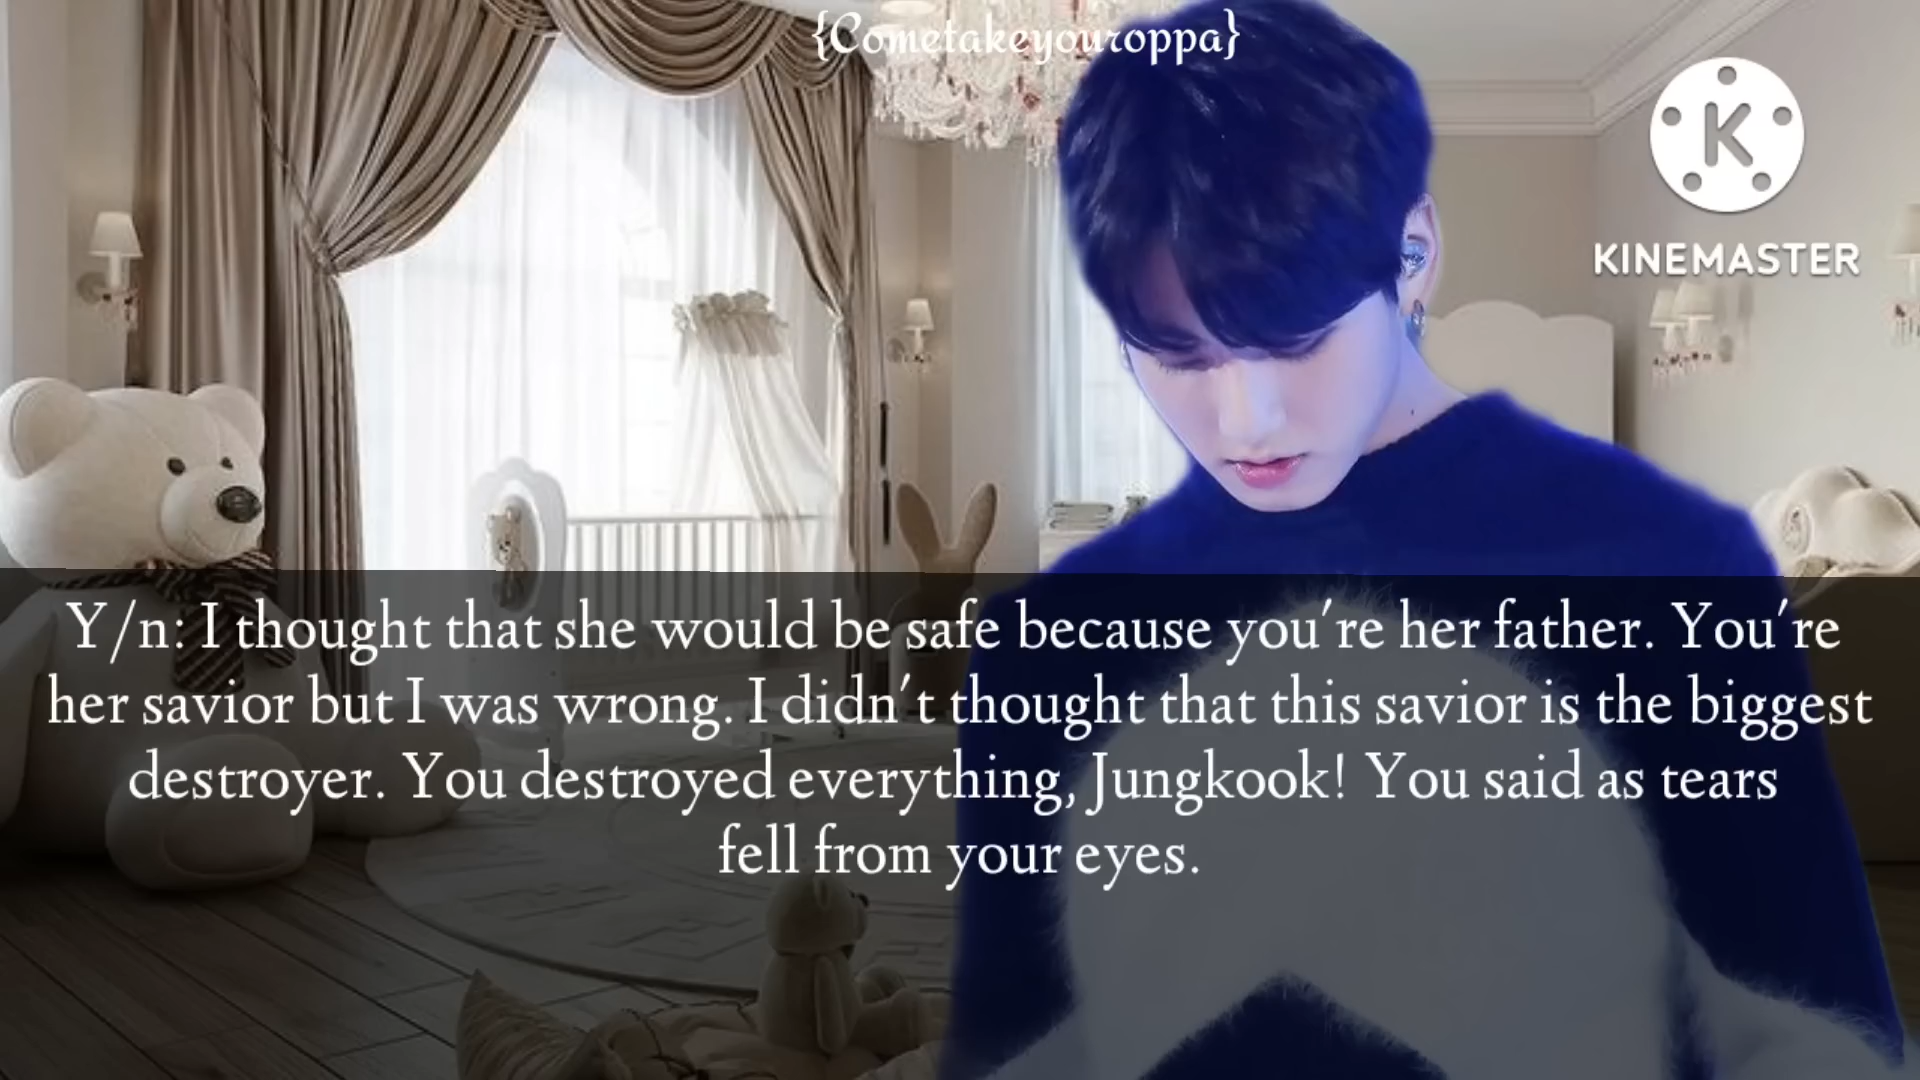 {Cometakeyouroppa}
KINEMASTER
Y/n: I thought that she would be safe because you're her father. You're
her savior but I was wrong. I didn't thought that this savior is the biggest
destroyer. You destroyed everything, Jungkook! You said as tears
fell from your eyes.